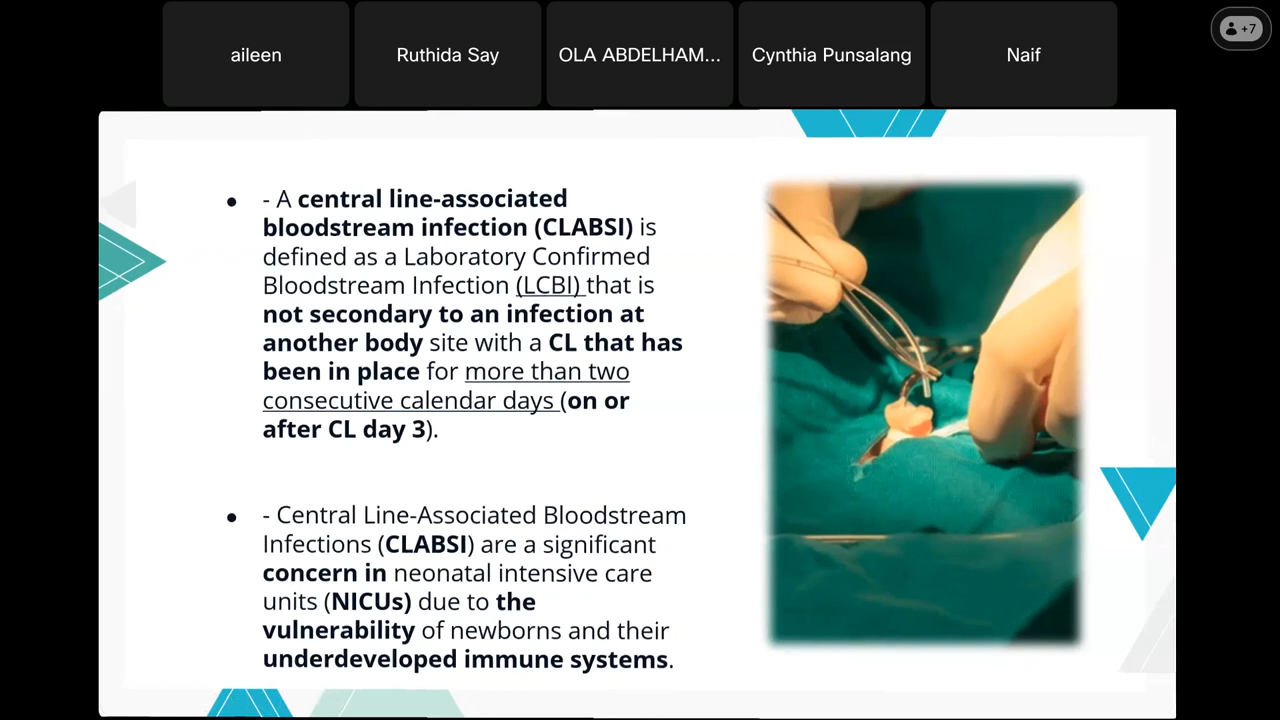 aileen
Ruthida Say
OLA ABDELHAM...
Cynthia Punsalang
Naif
+7
● - A central line-associated
bloodstream infection (CLABSI) is
defined as a Laboratory Confirmed
Bloodstream Infection (LCBI) that is
not secondary to an infection at
another body site with a CL that has
been in place for more than two
consecutive calendar days (on or
after CL day 3).
● - Central Line-Associated Bloodstream
Infections (CLABSI) are a significant
concern in neonatal intensive care
units (NICUs) due to the
vulnerability of newborns and their
underdeveloped immune systems.